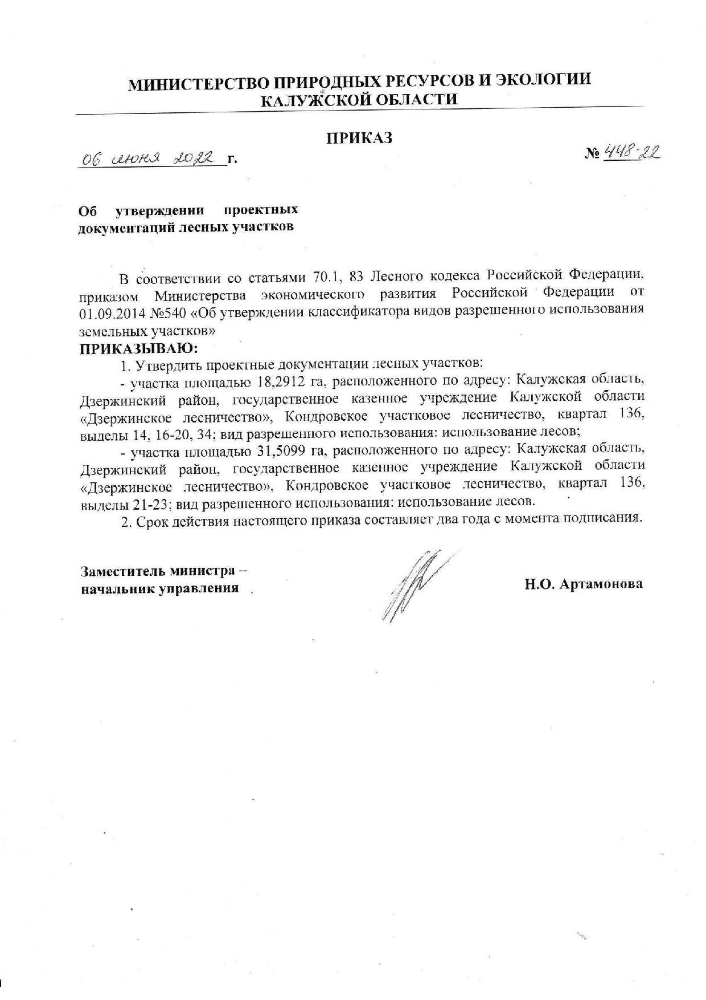 МИНИСТЕРСТВО ПРИРОДНЫХ РЕСУРСОВ И ЭКОЛОГИИ
КАЛУЖСКОЙ ОБЛАСТИ
ПРИКАЗ
06 июня 2022 г.
№ 448-22
Об утверждении проектных
документаций лесных участков
В соответствии со статьями 70.1, 83 Лесного кодекса Российской Федерации,
приказом Министерства экономического развития Российской Федерации от
01.09.2014 №540 «Об утверждении классификатора видов разрешенного использования
земельных участков»
ПРИКАЗЫВАЮ:
1. Утвердить проектные документации лесных участков:
- участка площадью 18,2912 га, расположенного по адресу: Калужская область,
Дзержинский район, государственное казенное учреждение Калужской области
«Дзержинское лесничество», Кондровское участковое лесничество, квартал 136,
выделы 14, 16-20, 34; вид разрешенного использования: использование лесов;
- участка площадью 31,5099 га, расположенного по адресу: Калужская область,
Дзержинский район, государственное казенное учреждение Калужской области
«Дзержинское лесничество», Кондровское участковое лесничество, квартал 136,
выделы 21-23; вид разрешенного использования: использование лесов.
2. Срок действия настоящего приказа составляет два года с момента подписания.
Заместитель министра –
начальник управления
Н.О. Артамонова